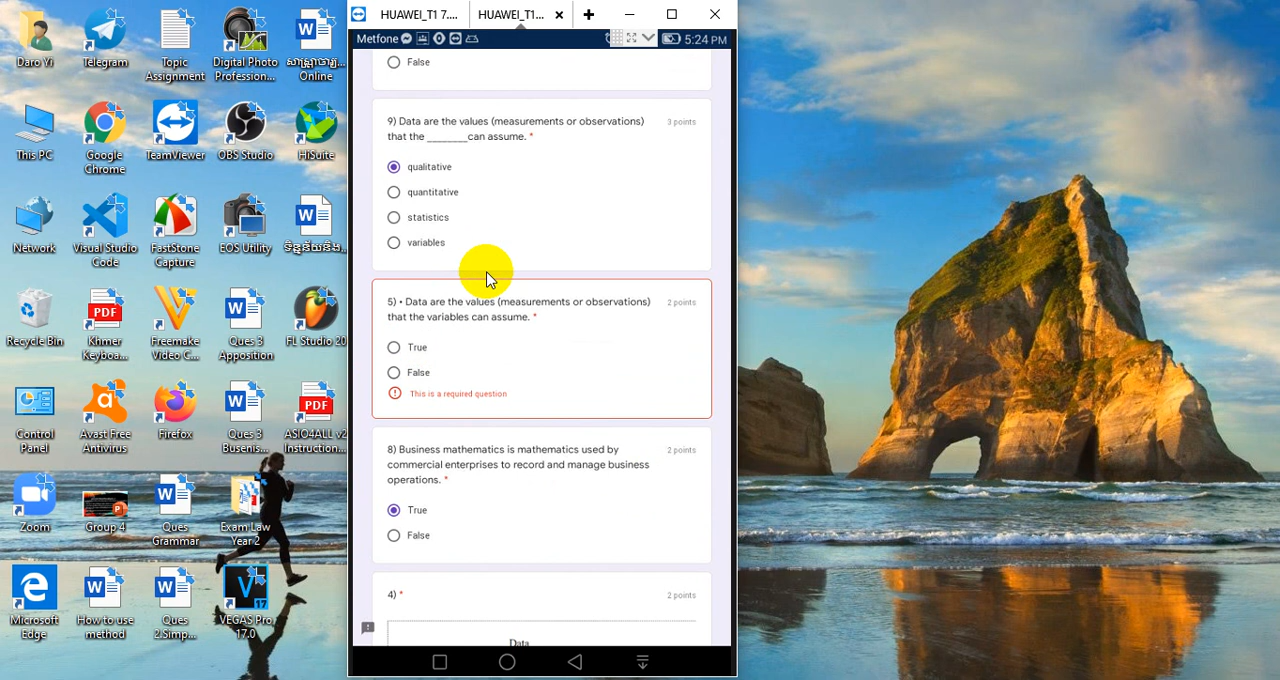 HUAWEI_T1 7....
HUAWEI_T1...
Metfone
5:24 PM
False
9) Data are the values (measurements or observations)
that the ________can assume. *
3 points
qualitative
quantitative
statistics
variables
5) • Data are the values (measurements or observations)
that the variables can assume. *
2 points
True
False
This is a required question
8) Business mathematics is mathematics used by
commercial enterprises to record and manage business
operations. *
2 points
True
False
4) *
2 points
Data
Daro Yi
Telegram
Topic
Assignment
Digital Photo
Profession...
Online
This PC
Google
Chrome
TeamViewer
OBS Studio
HiSuite
Network
Visual Studio
Code
FastStone
Capture
EOS Utility
Recycle Bin
Khmer
Keyboa...
Freemake
Video C...
Ques 3
Apposition
FL Studio 20
Control
Panel
Avast Free
Antivirus
Firefox
Ques 3
Busenis...
ASIO4ALL v2
Instruction...
Zoom
Group 4
Ques
Grammar
Exam Law
Year 2
Microsoft
Edge
How to use
method
Ques
2.Simp...
VEGAS Pro
17.0